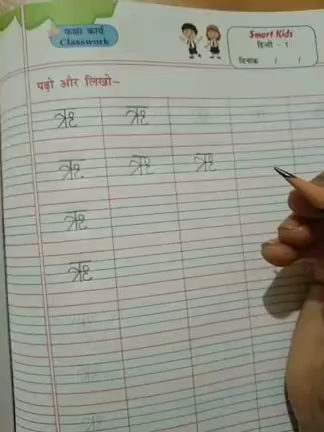 कक्षा कार्य
Classwork
Smart Kids
हिन्दी - 1
दिनांक / /
पढ़ो और लिखो–
ऋ ऋ
ऋ ऋ ऋ
ऋ
ऋ
ऋ
ऋ
ऋ